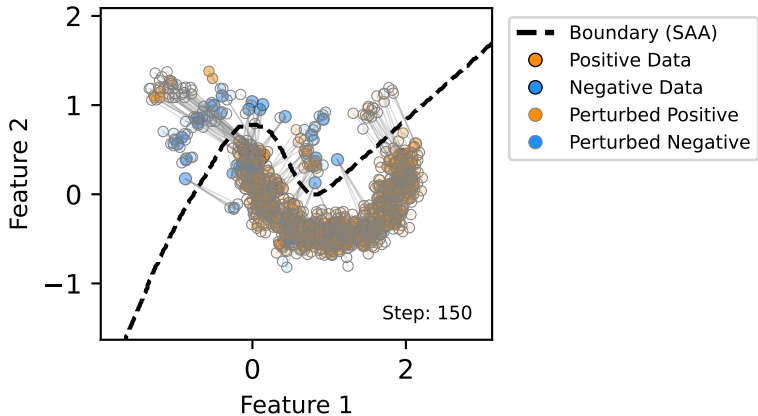 2
1
0
−1
0
2
Feature 2
Feature 1
Step: 150
Boundary (SAA)
Positive Data
Negative Data
Perturbed Positive
Perturbed Negative